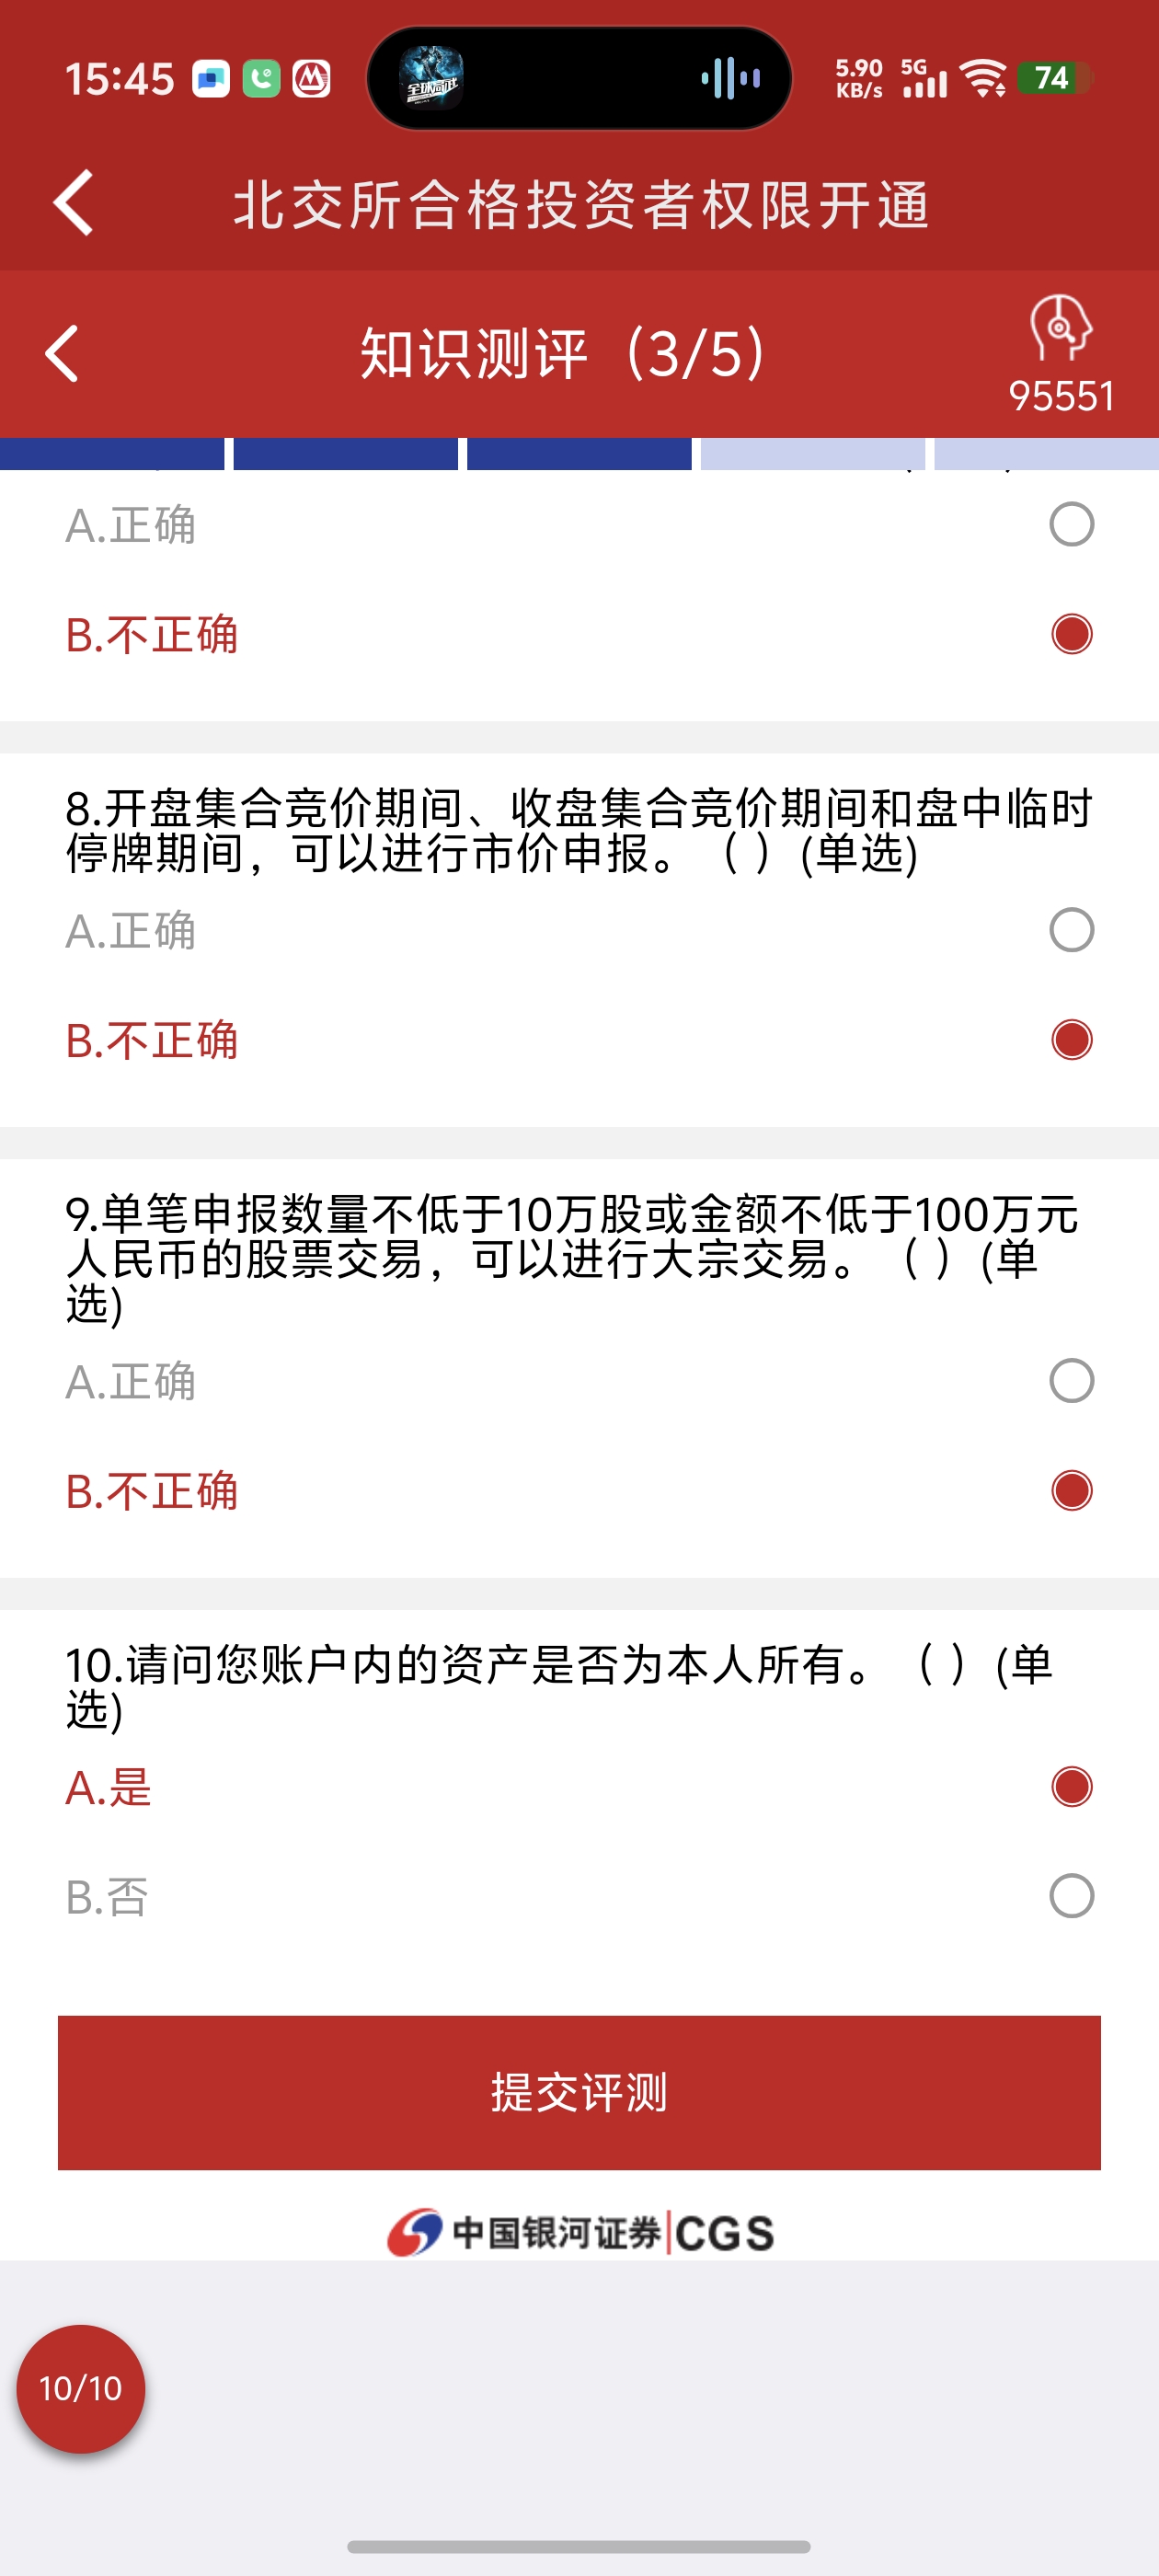 15:45
全球高武
5.90
KB/s
5G
74
北交所合格投资者权限开通
知识测评（3/5）
95551
A.正确
B.不正确
8.开盘集合竞价期间、收盘集合竞价期间和盘中临时
停牌期间，可以进行市价申报。（ ）(单选)
A.正确
B.不正确
9.单笔申报数量不低于10万股或金额不低于100万元
人民币的股票交易，可以进行大宗交易。（ ）(单
选)
A.正确
B.不正确
10.请问您账户内的资产是否为本人所有。（ ）(单
选)
A.是
B.否
提交评测
中国银河证券|CGS
10/10